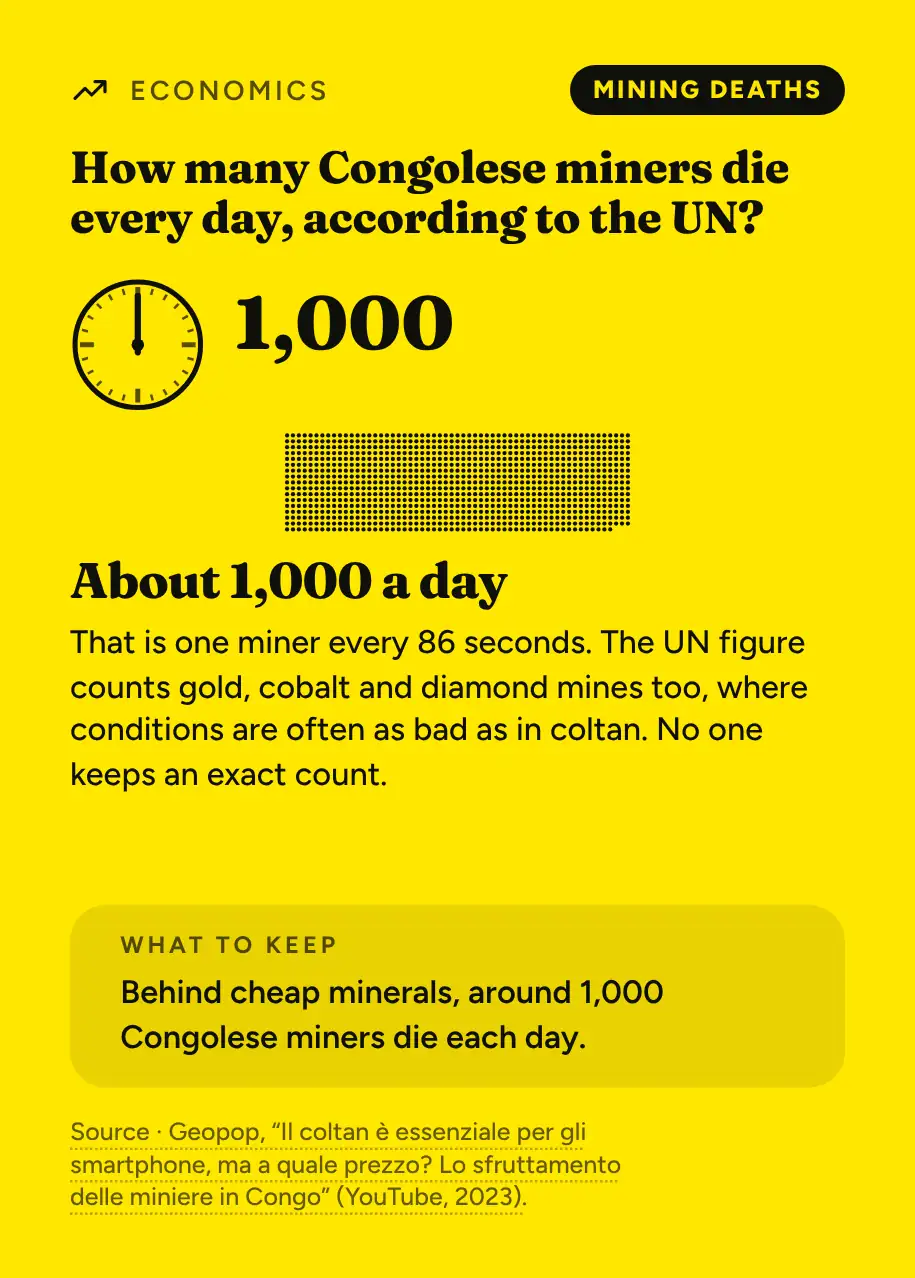 ECONOMICS
MINING DEATHS
How many Congolese miners die
every day, according to the UN?
1,000
About 1,000 a day
That is one miner every 86 seconds. The UN figure
counts gold, cobalt and diamond mines too, where
conditions are often as bad as in coltan. No one
keeps an exact count.
WHAT TO KEEP
Behind cheap minerals, around 1,000
Congolese miners die each day.
Source · Geopop, “Il coltan è essenziale per gli
smartphone, ma a quale prezzo? Lo sfruttamento
delle miniere in Congo” (YouTube, 2023).